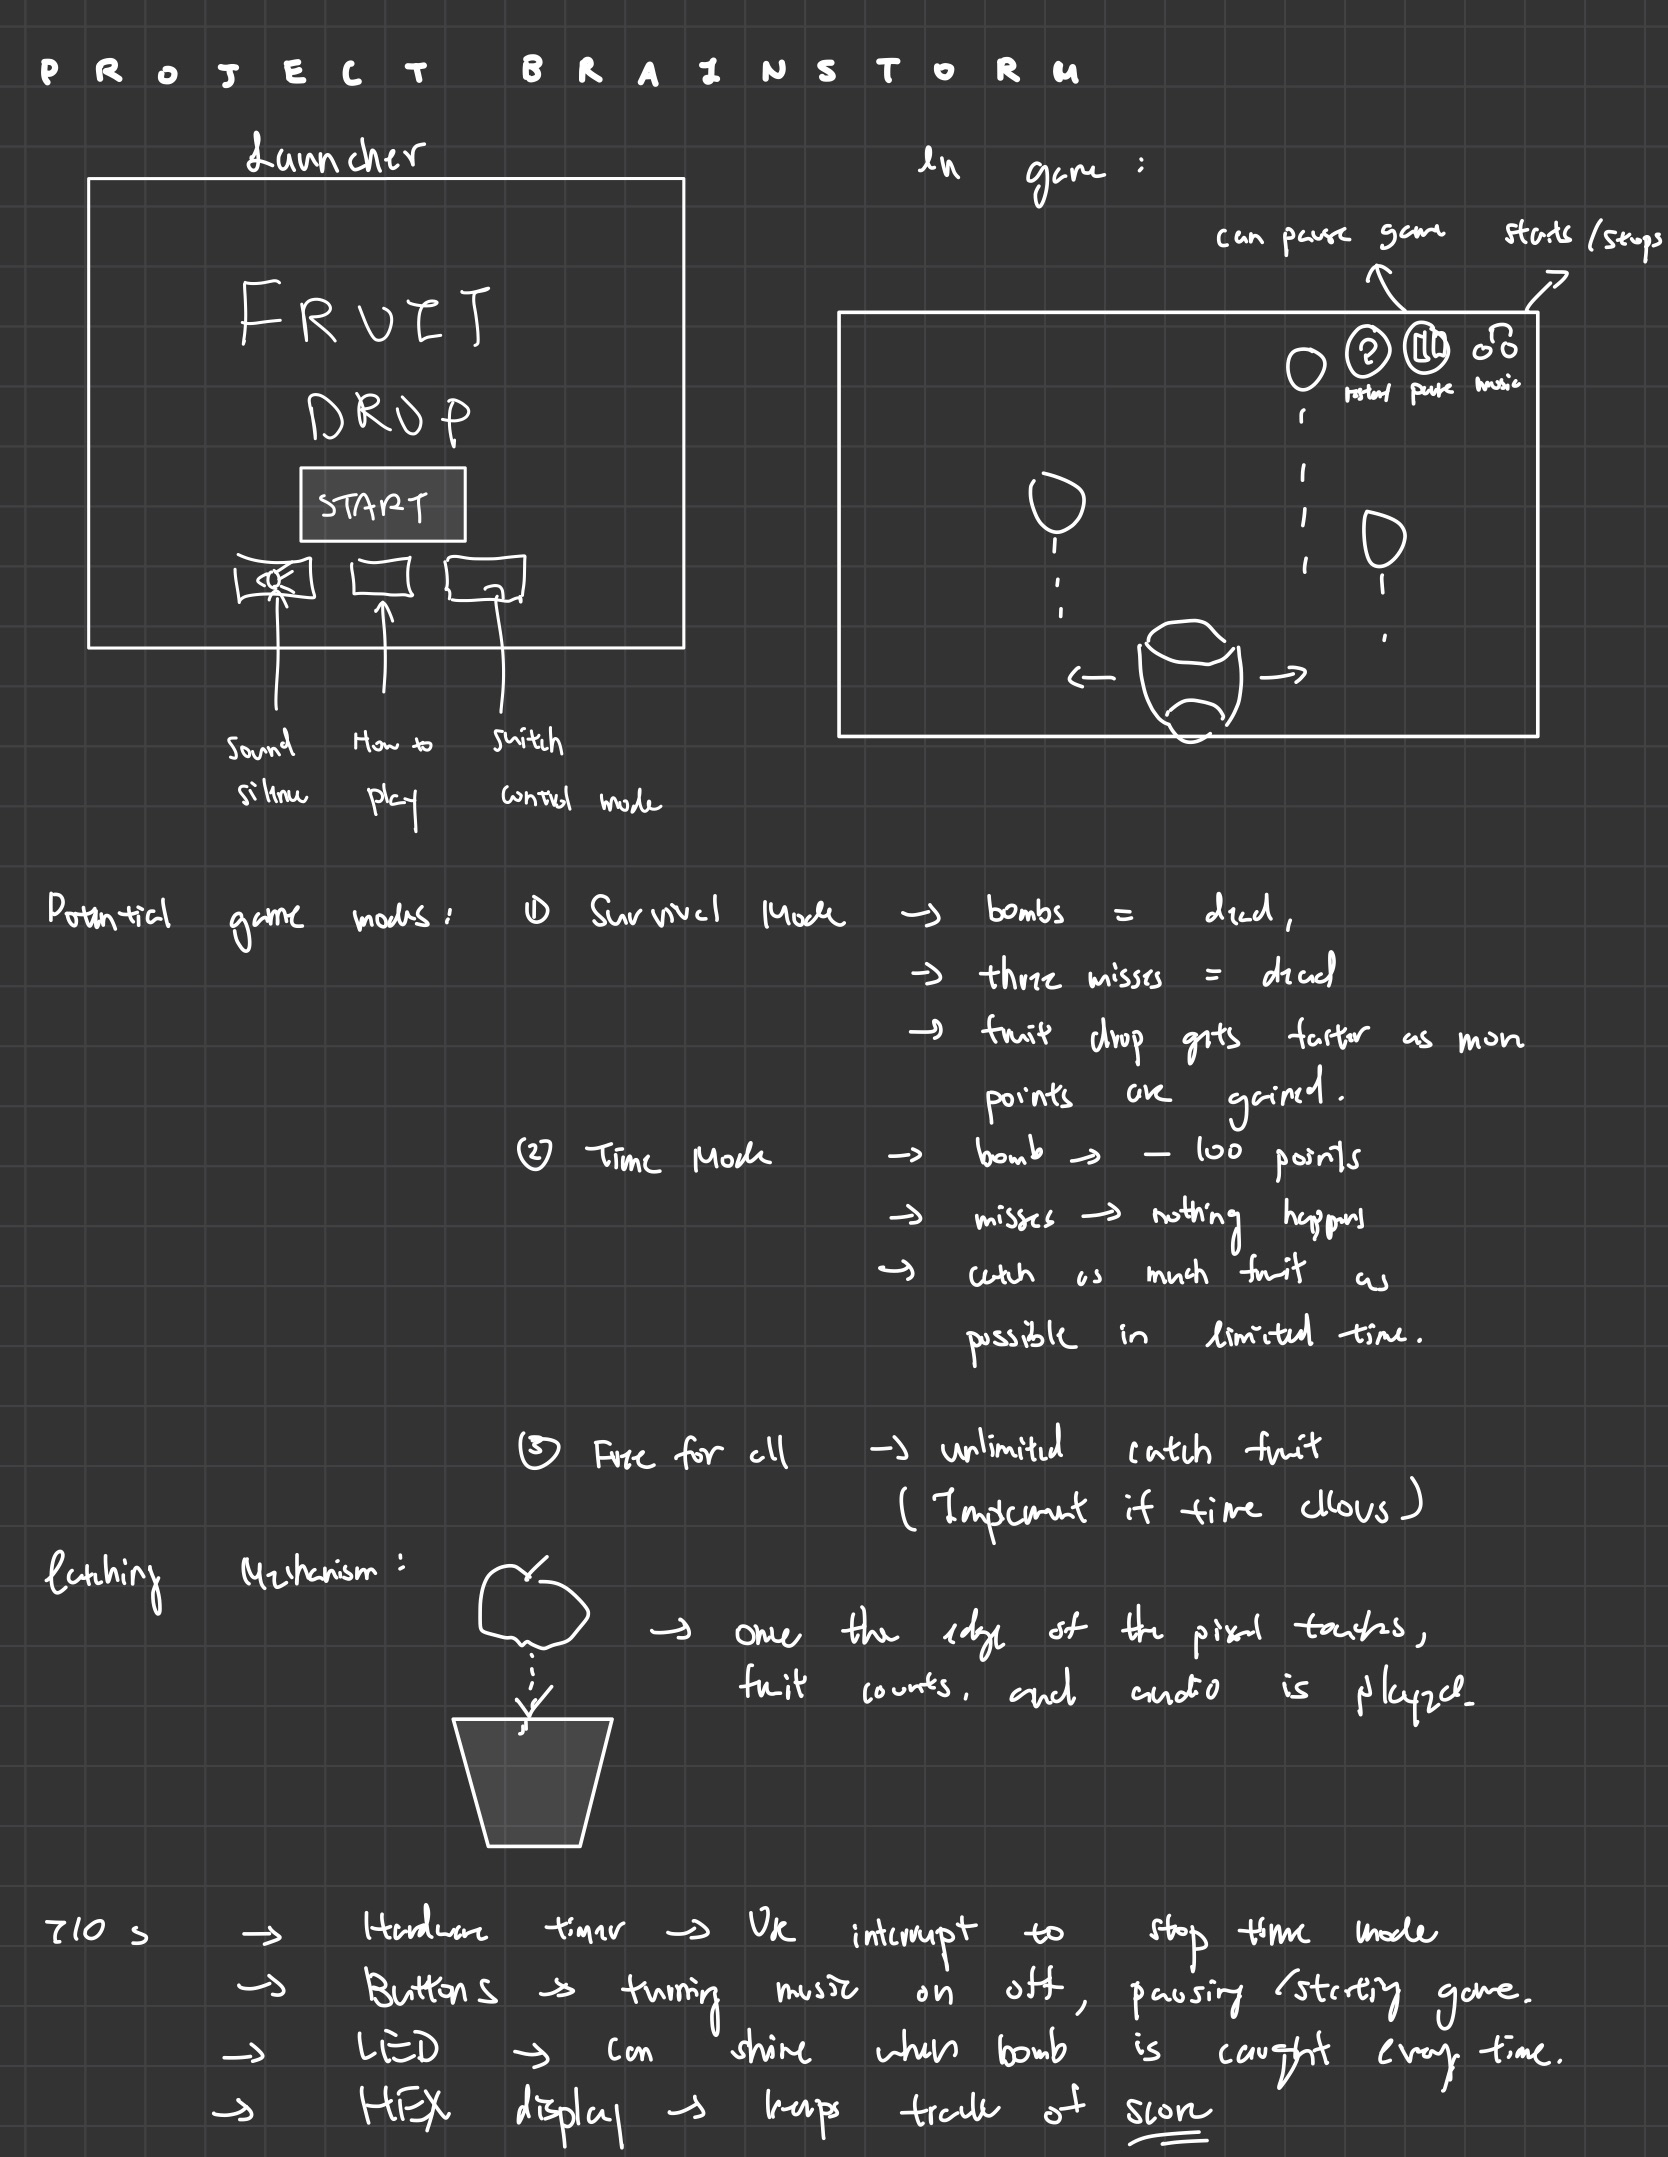 PROJECT BRAINSTORM
Launcher
FRUIT
DROP
START
Sound
silence
How to
play
switch
control mode
In game :
can pause game
starts / stops
restart
pause
music
Potential game modes: ① Survival Mode → bombs = dead,
→ three misses = dead
→ fruit drop gets faster as more
points are gained.
② Time Mode → bomb → - 100 points
→ misses → nothing happens
→ catch as much fruit as
possible in limited time.
③ Free for all → unlimited catch fruit
(Implement if time allows)
Catching Mechanism:
→ once the edge of the pixel touches,
fruit counts, and audio is played.
I/O s → Hardware timer → Use interrupt to stop time mode
→ Buttons → turning music on off, pausing /starting game.
→ LED → can shine when bomb is caught every time.
→ HEX display → keeps track of score